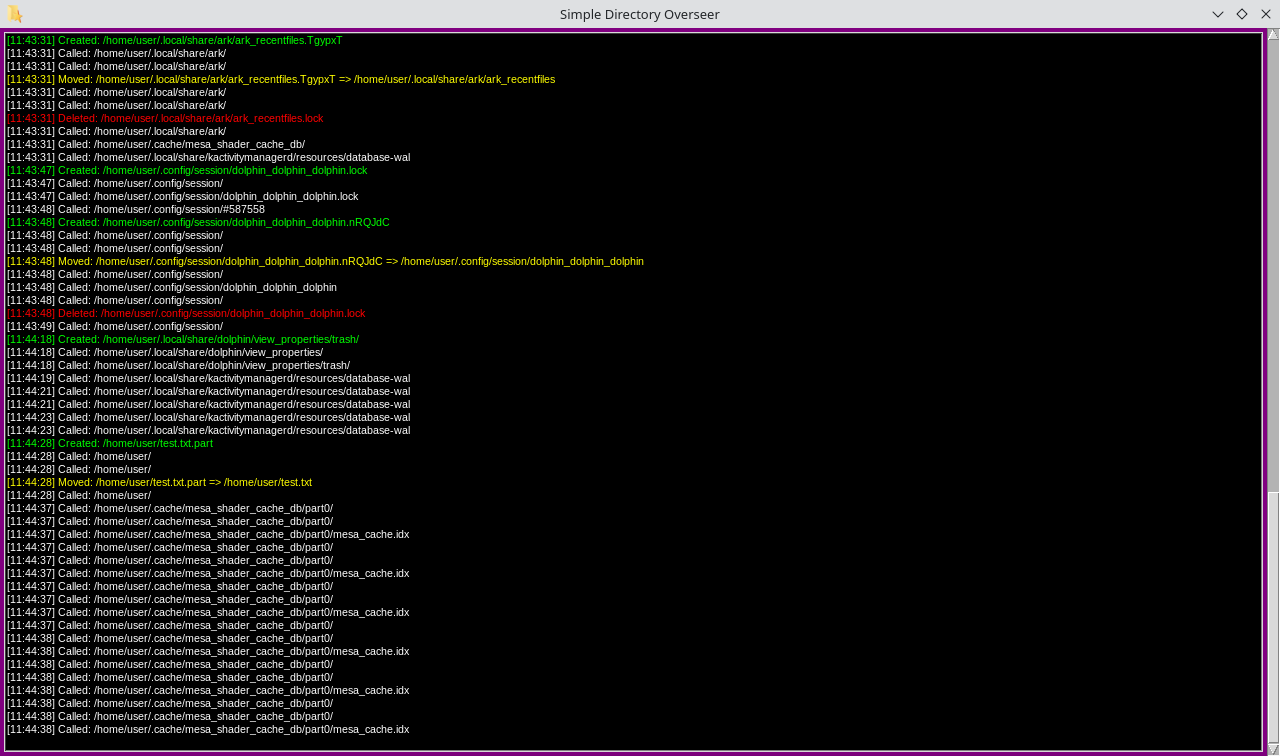 Simple Directory Overseer
[11:43:31] Created: /home/user/.local/share/ark/ark_recentfiles.TgypxT
[11:43:31] Called: /home/user/.local/share/ark/
[11:43:31] Called: /home/user/.local/share/ark/
[11:43:31] Moved: /home/user/.local/share/ark/ark_recentfiles.TgypxT => /home/user/.local/share/ark/ark_recentfiles
[11:43:31] Called: /home/user/.local/share/ark/
[11:43:31] Called: /home/user/.local/share/ark/
[11:43:31] Deleted: /home/user/.local/share/ark/ark_recentfiles.lock
[11:43:31] Called: /home/user/.local/share/ark/
[11:43:31] Called: /home/user/.cache/mesa_shader_cache_db/
[11:43:31] Called: /home/user/.local/share/kactivitymanagerd/resources/database-wal
[11:43:47] Created: /home/user/.config/session/dolphin_dolphin_dolphin.lock
[11:43:47] Called: /home/user/.config/session/
[11:43:47] Called: /home/user/.config/session/dolphin_dolphin_dolphin.lock
[11:43:48] Called: /home/user/.config/session/#587558
[11:43:48] Created: /home/user/.config/session/dolphin_dolphin_dolphin.nRQJdC
[11:43:48] Called: /home/user/.config/session/
[11:43:48] Called: /home/user/.config/session/
[11:43:48] Moved: /home/user/.config/session/dolphin_dolphin_dolphin.nRQJdC => /home/user/.config/session/dolphin_dolphin_dolphin
[11:43:48] Called: /home/user/.config/session/
[11:43:48] Called: /home/user/.config/session/dolphin_dolphin_dolphin
[11:43:48] Called: /home/user/.config/session/
[11:43:48] Deleted: /home/user/.config/session/dolphin_dolphin_dolphin.lock
[11:43:49] Called: /home/user/.config/session/
[11:44:18] Created: /home/user/.local/share/dolphin/view_properties/trash/
[11:44:18] Called: /home/user/.local/share/dolphin/view_properties/
[11:44:18] Called: /home/user/.local/share/dolphin/view_properties/trash/
[11:44:19] Called: /home/user/.local/share/kactivitymanagerd/resources/database-wal
[11:44:21] Called: /home/user/.local/share/kactivitymanagerd/resources/database-wal
[11:44:21] Called: /home/user/.local/share/kactivitymanagerd/resources/database-wal
[11:44:23] Called: /home/user/.local/share/kactivitymanagerd/resources/database-wal
[11:44:23] Called: /home/user/.local/share/kactivitymanagerd/resources/database-wal
[11:44:28] Created: /home/user/test.txt.part
[11:44:28] Called: /home/user/
[11:44:28] Called: /home/user/
[11:44:28] Moved: /home/user/test.txt.part => /home/user/test.txt
[11:44:28] Called: /home/user/
[11:44:37] Called: /home/user/.cache/mesa_shader_cache_db/part0/
[11:44:37] Called: /home/user/.cache/mesa_shader_cache_db/part0/
[11:44:37] Called: /home/user/.cache/mesa_shader_cache_db/part0/mesa_cache.idx
[11:44:37] Called: /home/user/.cache/mesa_shader_cache_db/part0/
[11:44:37] Called: /home/user/.cache/mesa_shader_cache_db/part0/
[11:44:37] Called: /home/user/.cache/mesa_shader_cache_db/part0/mesa_cache.idx
[11:44:37] Called: /home/user/.cache/mesa_shader_cache_db/part0/
[11:44:37] Called: /home/user/.cache/mesa_shader_cache_db/part0/
[11:44:37] Called: /home/user/.cache/mesa_shader_cache_db/part0/mesa_cache.idx
[11:44:37] Called: /home/user/.cache/mesa_shader_cache_db/part0/
[11:44:38] Called: /home/user/.cache/mesa_shader_cache_db/part0/
[11:44:38] Called: /home/user/.cache/mesa_shader_cache_db/part0/mesa_cache.idx
[11:44:38] Called: /home/user/.cache/mesa_shader_cache_db/part0/
[11:44:38] Called: /home/user/.cache/mesa_shader_cache_db/part0/
[11:44:38] Called: /home/user/.cache/mesa_shader_cache_db/part0/mesa_cache.idx
[11:44:38] Called: /home/user/.cache/mesa_shader_cache_db/part0/
[11:44:38] Called: /home/user/.cache/mesa_shader_cache_db/part0/
[11:44:38] Called: /home/user/.cache/mesa_shader_cache_db/part0/mesa_cache.idx